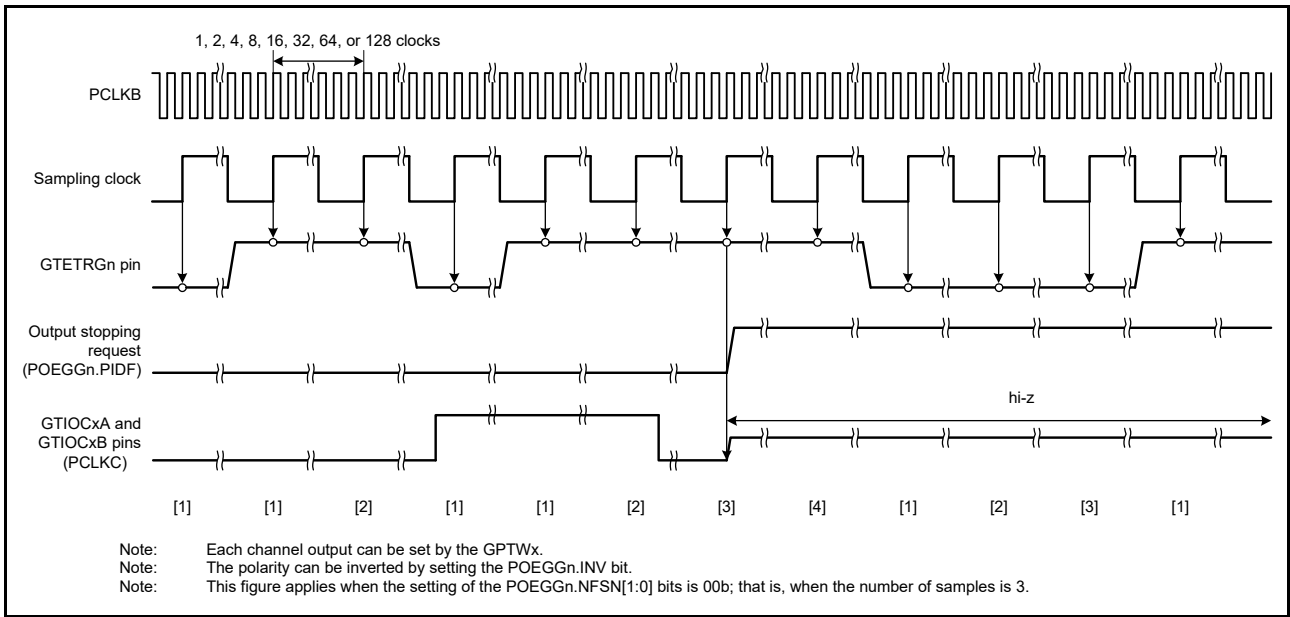 1, 2, 4, 8, 16, 32, 64, or 128 clocks
PCLKB
Sampling clock
GTETRGn pin
Output stopping
request
(POEGGn.PIDF)
hi-z
GTIOCxA and
GTIOCxB pins
(PCLKC)
[1] [1] [2] [1] [1] [2] [3] [4] [1] [2] [3] [1]
Note: Each channel output can be set by the GPTWx.
Note: The polarity can be inverted by setting the POEGGn.INV bit.
Note: This figure applies when the setting of the POEGGn.NFSN[1:0] bits is 00b; that is, when the number of samples is 3.